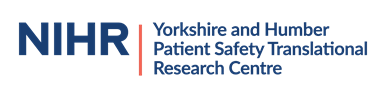 NIHR
Yorkshire and Humber
Patient Safety Translational
Research Centre